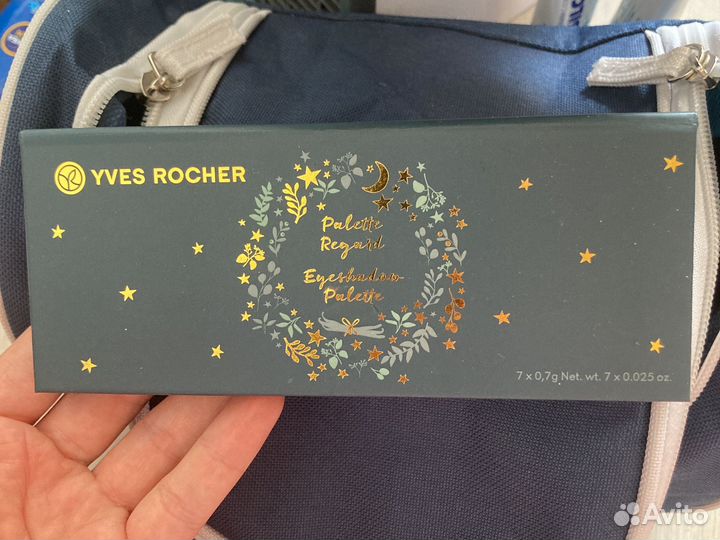 YVES ROCHER
Palette
Regard
Eyeshadow
Palette
7 x 0,7g Net. wt. 7 x 0.025 oz.
Avito